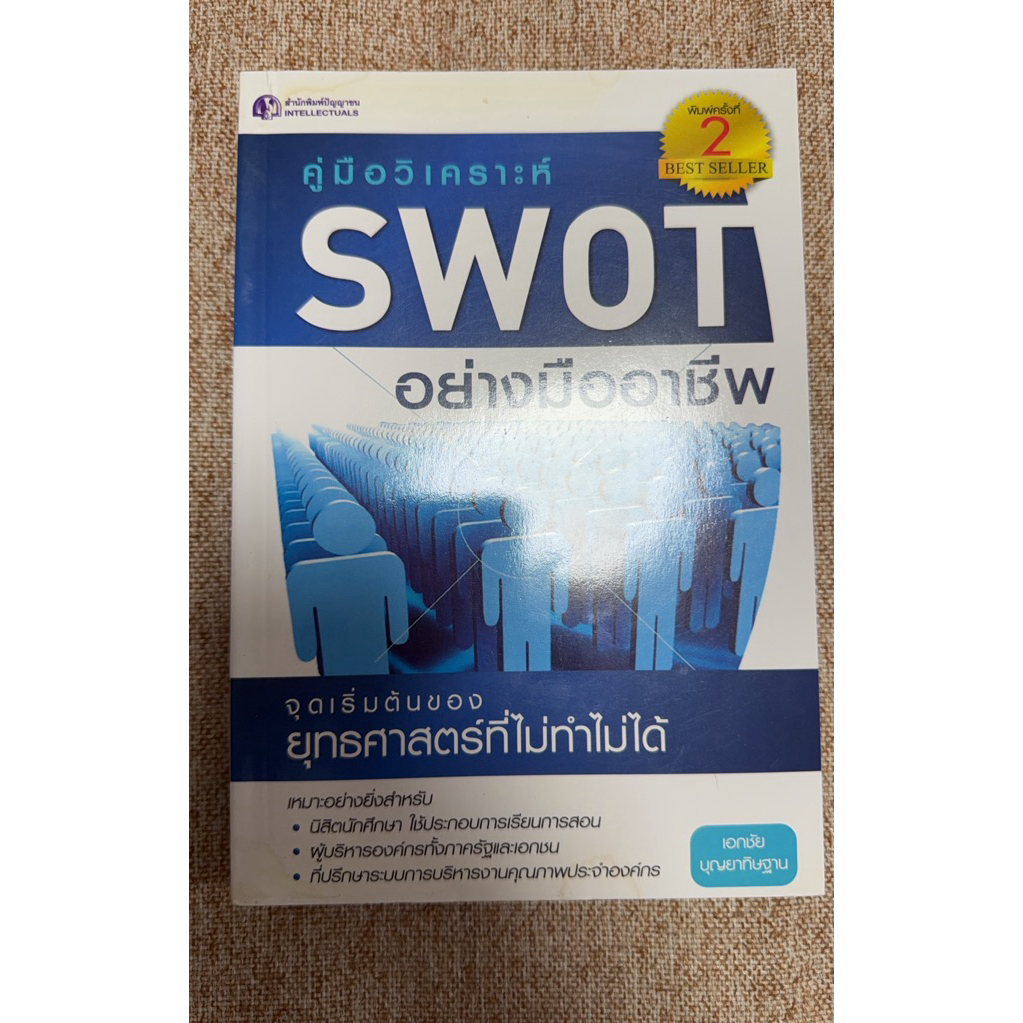 สำนักพิมพ์ปัญญาชน
INTELLECTUALS
พิมพ์ครั้งที่
2
BEST SELLER
คู่มือวิเคราะห์
SWOT
อย่างมืออาชีพ
จุดเริ่มต้นของ
ยุทธศาสตร์ที่ไม่ทำไม่ได้
เหมาะอย่างยิ่งสำหรับ
• นิสิตนักศึกษา ใช้ประกอบการเรียนการสอน
• ผู้บริหารองค์กรทั้งภาครัฐและเอกชน
• ที่ปรึกษาระบบการบริหารงานคุณภาพประจำองค์กร
เอกชัย
บุญยาทิษฐาน